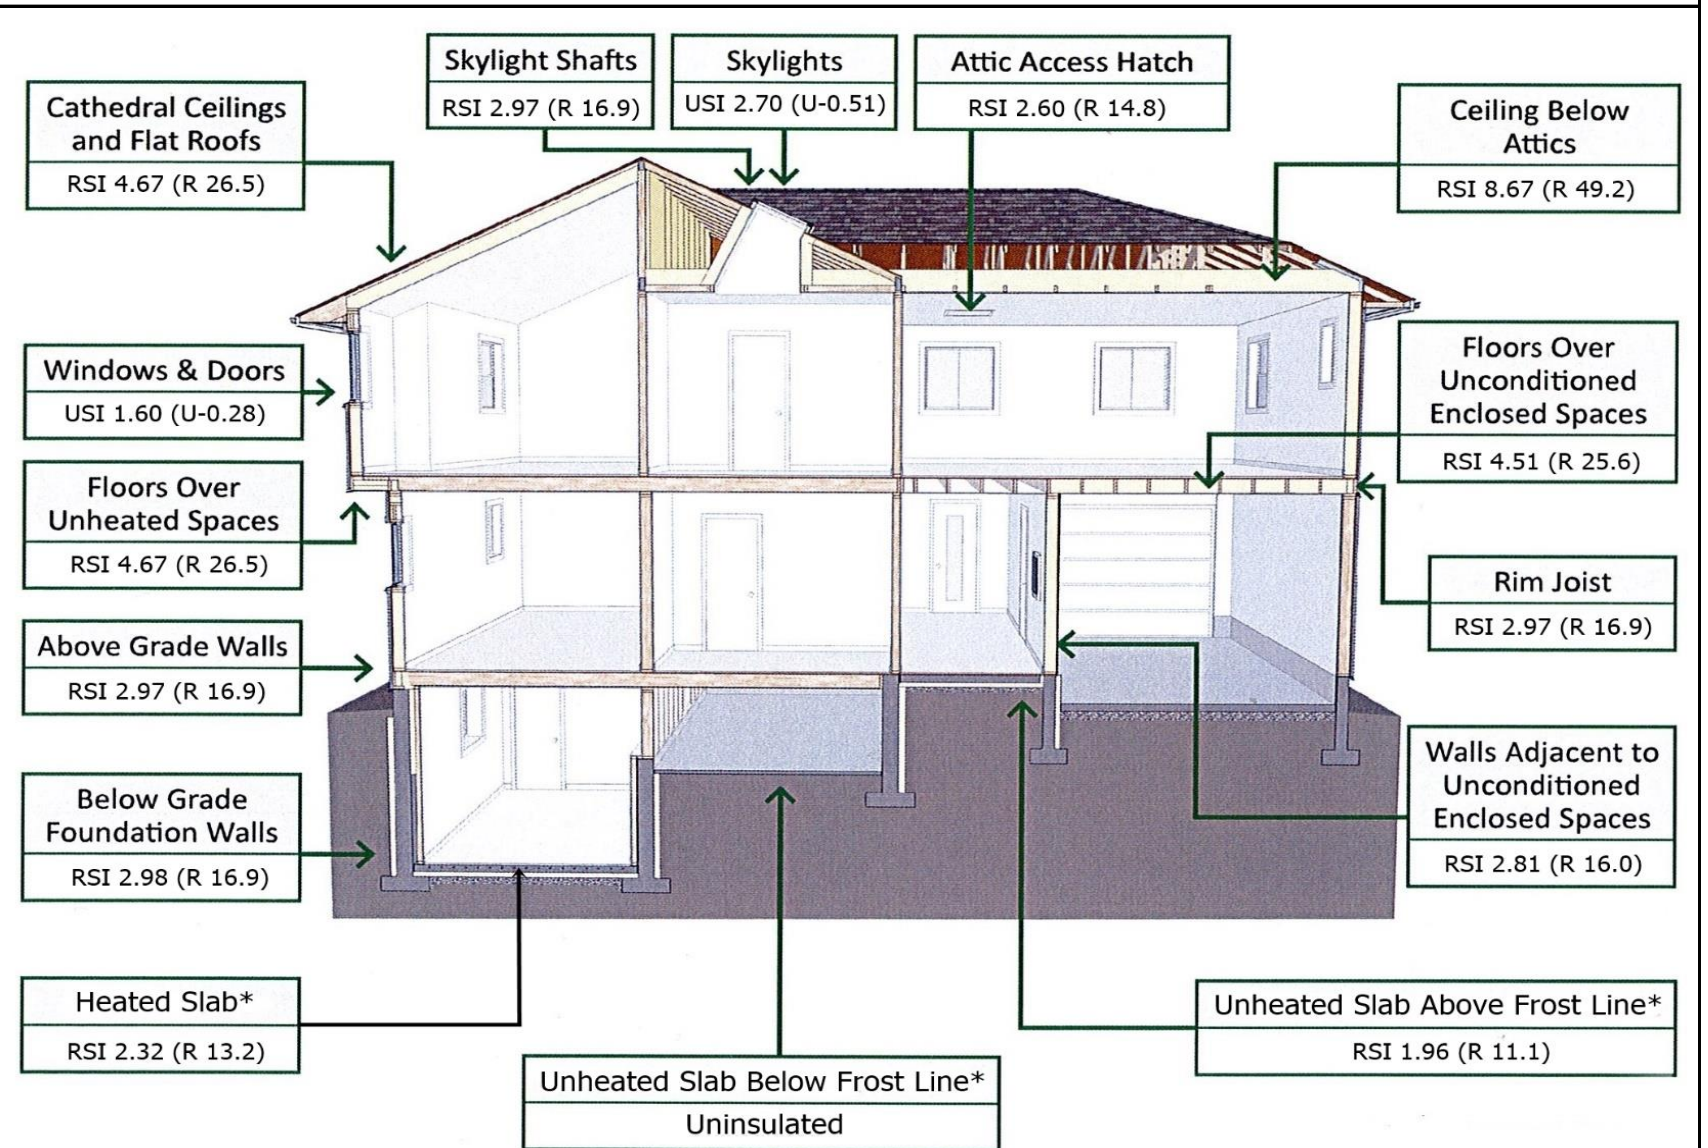 Skylight Shafts
RSI 2.97 (R 16.9)
Skylights
USI 2.70 (U-0.51)
Attic Access Hatch
RSI 2.60 (R 14.8)
Cathedral Ceilings
and Flat Roofs
RSI 4.67 (R 26.5)
Ceiling Below
Attics
RSI 8.67 (R 49.2)
Windows & Doors
USI 1.60 (U-0.28)
Floors Over
Unconditioned
Enclosed Spaces
RSI 4.51 (R 25.6)
Floors Over
Unheated Spaces
RSI 4.67 (R 26.5)
Rim Joist
RSI 2.97 (R 16.9)
Above Grade Walls
RSI 2.97 (R 16.9)
Walls Adjacent to
Unconditioned
Enclosed Spaces
RSI 2.81 (R 16.0)
Below Grade
Foundation Walls
RSI 2.98 (R 16.9)
Heated Slab*
RSI 2.32 (R 13.2)
Unheated Slab Above Frost Line*
RSI 1.96 (R 11.1)
Unheated Slab Below Frost Line*
Uninsulated